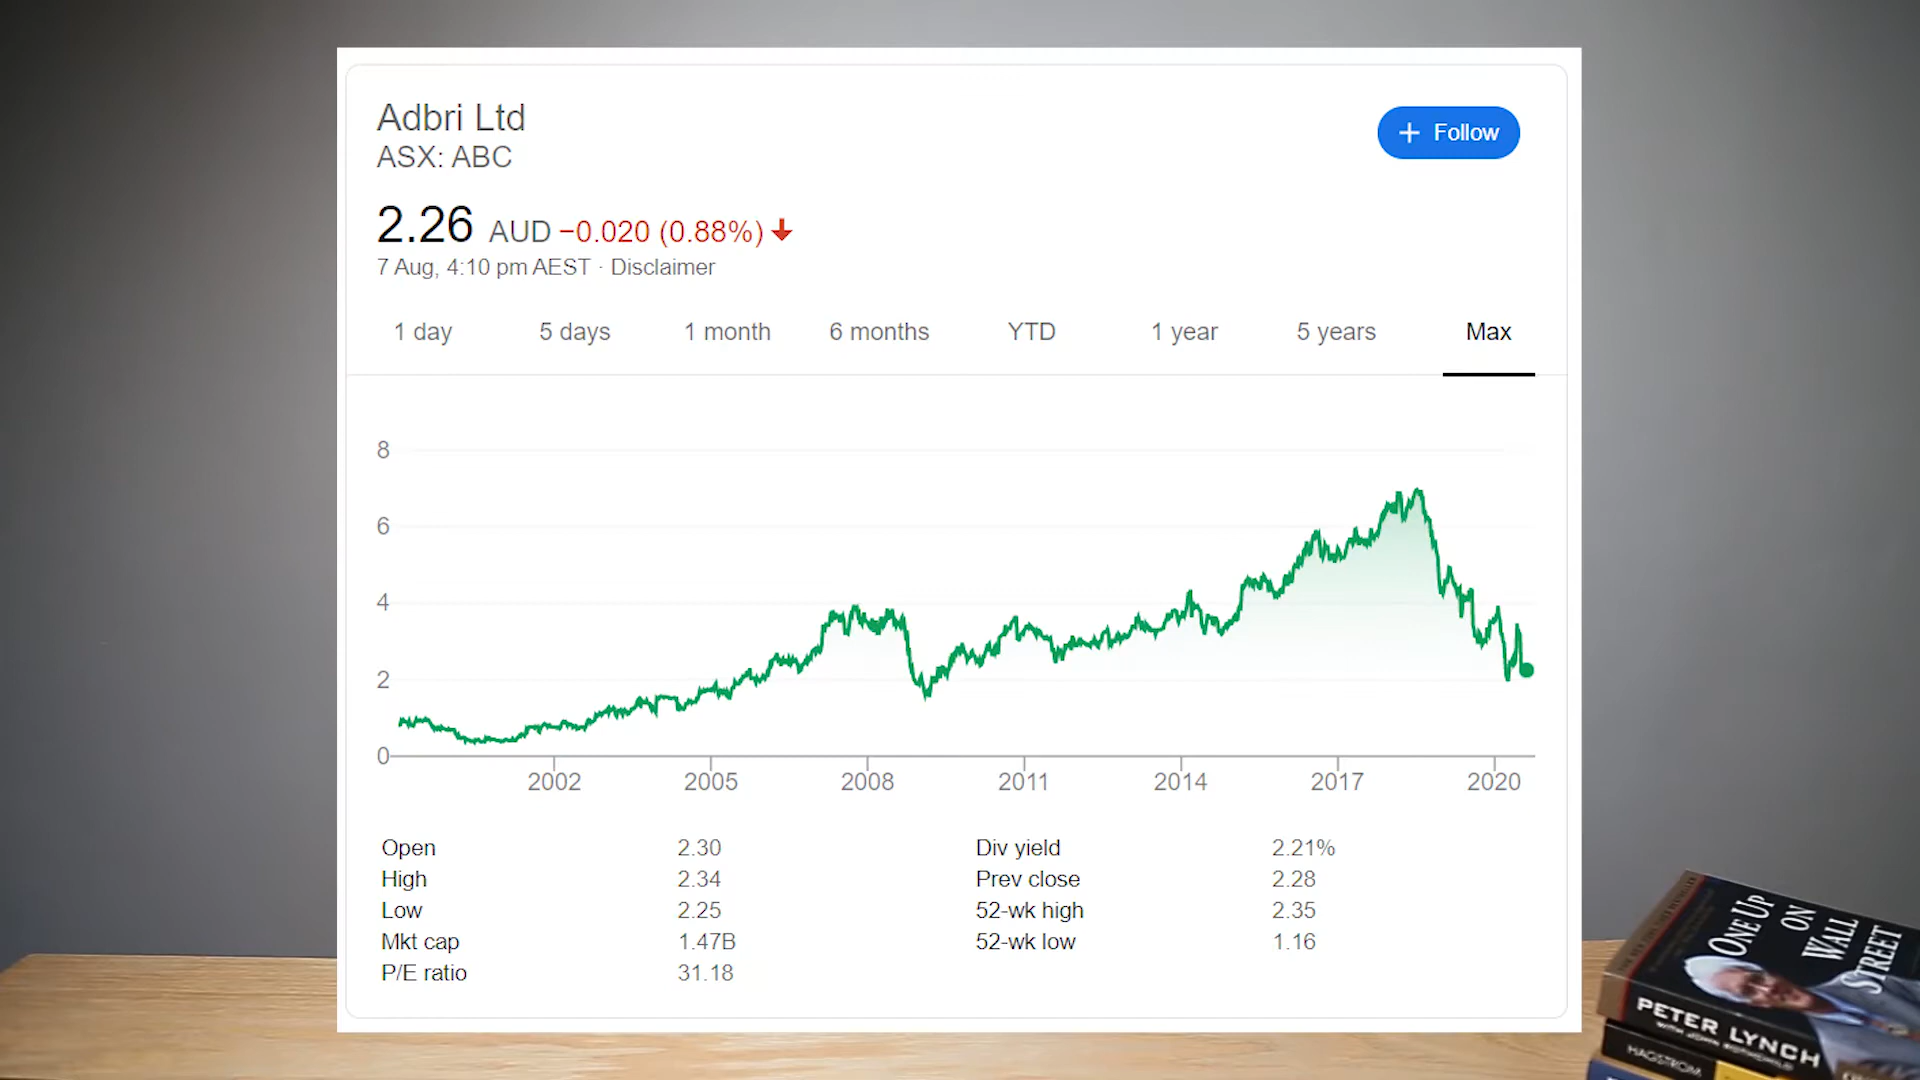 Adbri Ltd
ASX: ABC
+ Follow
2.26 AUD −0.020 (0.88%)
7 Aug, 4:10 pm AEST · Disclaimer
1 day 5 days 1 month 6 months YTD 1 year 5 years Max
8
6
4
2
0
2002 2005 2008 2011 2014 2017 2020
Open 2.30 Div yield 2.21%
High 2.34 Prev close 2.28
Low 2.25 52-wk high 2.35
Mkt cap 1.47B 52-wk low 1.16
P/E ratio 31.18
ONE UP
ON
WALL
STREET
PETER LYNCH
HAGSTROM